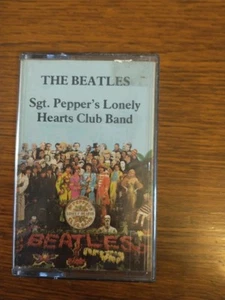 THE BEATLES
Sgt. Pepper's Lonely
Hearts Club Band
BEATLES